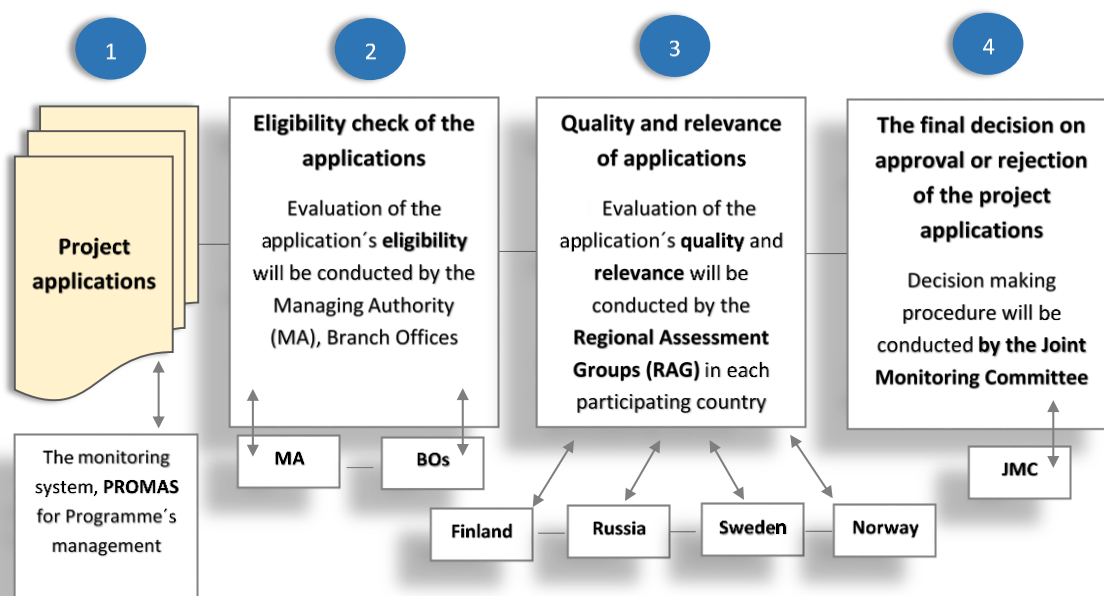 1
Project
applications
The monitoring
system, PROMAS
for Programme´s
management
2
Eligibility check of the
applications
Evaluation of the
application´s eligibility
will be conducted by the
Managing Authority
(MA), Branch Offices
MA
BOs
3
Quality and relevance
of applications
Evaluation of the
application´s quality and
relevance will be
conducted by the
Regional Assessment
Groups (RAG) in each
participating country
Finland
Russia
Sweden
Norway
4
The final decision on
approval or rejection
of the project
applications
Decision making
procedure will be
conducted by the Joint
Monitoring Committee
JMC